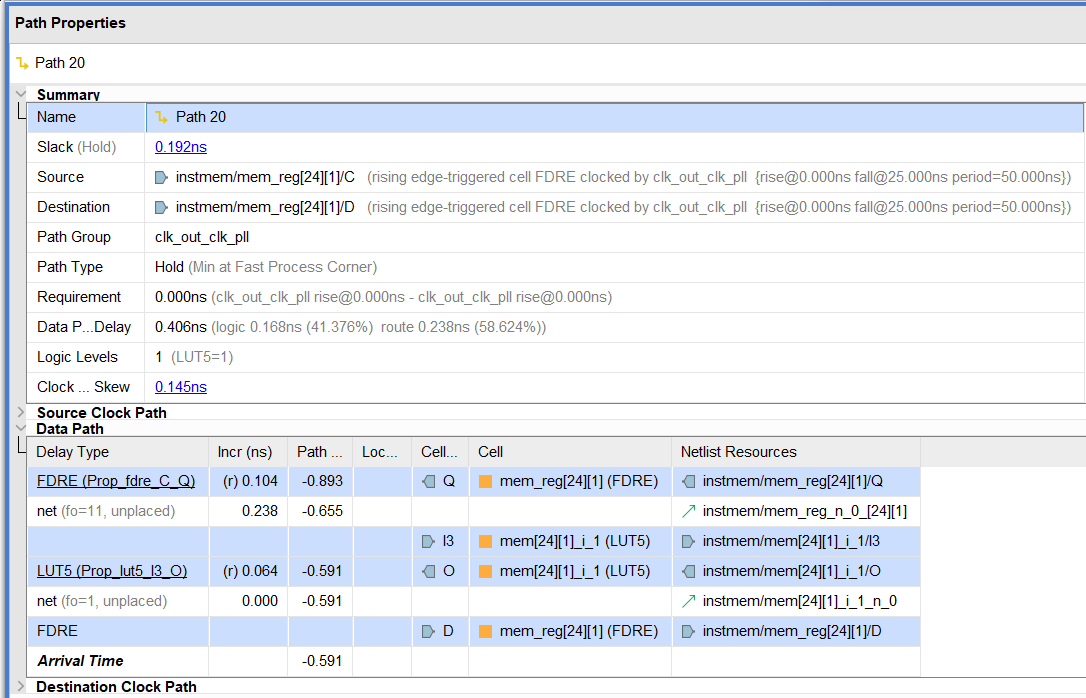 Path Properties
Path 20
Summary
Name Path 20
Slack (Hold) 0.192ns
Source instmem/mem_reg[24][1]/C (rising edge-triggered cell FDRE clocked by clk_out_clk_pll {rise@0.000ns fall@25.000ns period=50.000ns})
Destination instmem/mem_reg[24][1]/D (rising edge-triggered cell FDRE clocked by clk_out_clk_pll {rise@0.000ns fall@25.000ns period=50.000ns})
Path Group clk_out_clk_pll
Path Type Hold (Min at Fast Process Corner)
Requirement 0.000ns (clk_out_clk_pll rise@0.000ns - clk_out_clk_pll rise@0.000ns)
Data P...Delay 0.406ns (logic 0.168ns (41.376%) route 0.238ns (58.624%))
Logic Levels 1 (LUT5=1)
Clock ... Skew 0.145ns
Source Clock Path
Data Path
Delay Type Incr (ns) Path ... Loc... Cell... Cell Netlist Resources
FDRE (Prop_fdre_C_Q) (r) 0.104 -0.893 Q mem_reg[24][1] (FDRE) instmem/mem_reg[24][1]/Q
net (fo=11, unplaced) 0.238 -0.655 instmem/mem_reg_n_0_[24][1]
I3 mem[24][1]_i_1 (LUT5) instmem/mem[24][1]_i_1/I3
LUT5 (Prop_lut5_I3_O) (r) 0.064 -0.591 O mem[24][1]_i_1 (LUT5) instmem/mem[24][1]_i_1/O
net (fo=1, unplaced) 0.000 -0.591 instmem/mem[24][1]_i_1_n_0
FDRE D mem_reg[24][1] (FDRE) instmem/mem_reg[24][1]/D
Arrival Time -0.591
Destination Clock Path